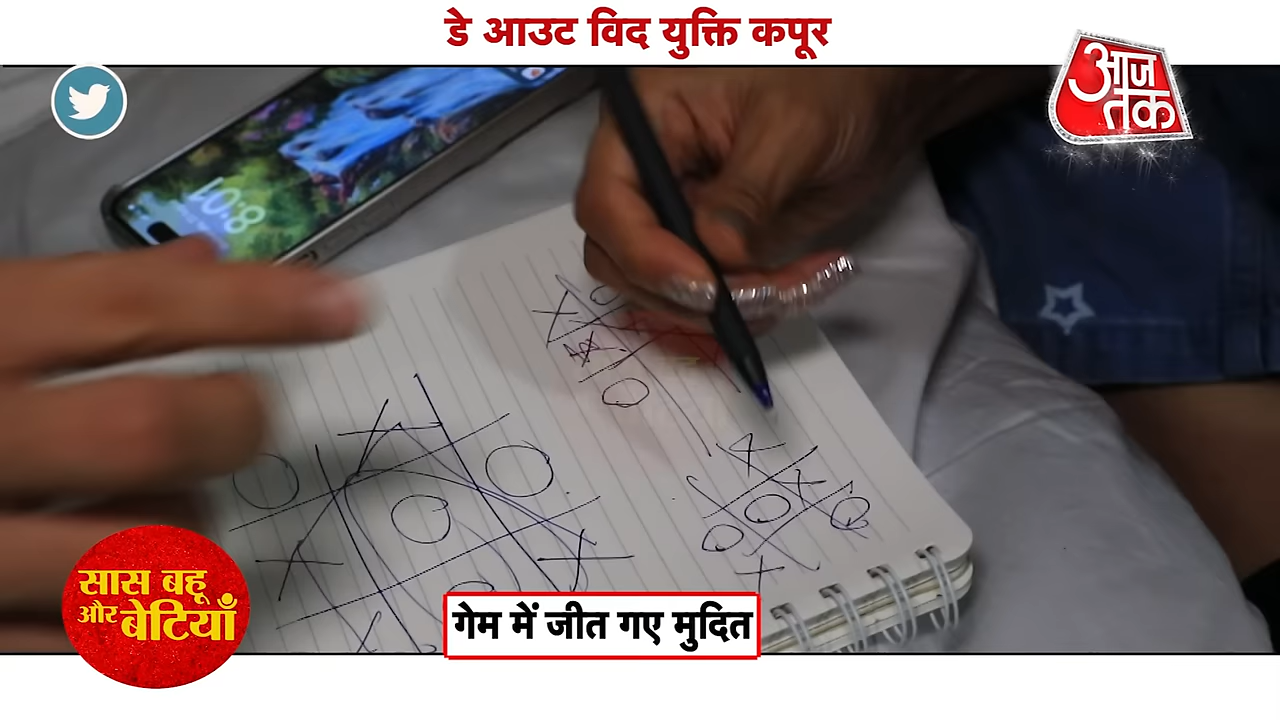 डे आउट विद युक्ति कपूर
आज
तक
10:8
सास बहू
और बेटियाँ
गेम में जीत गए मुदित